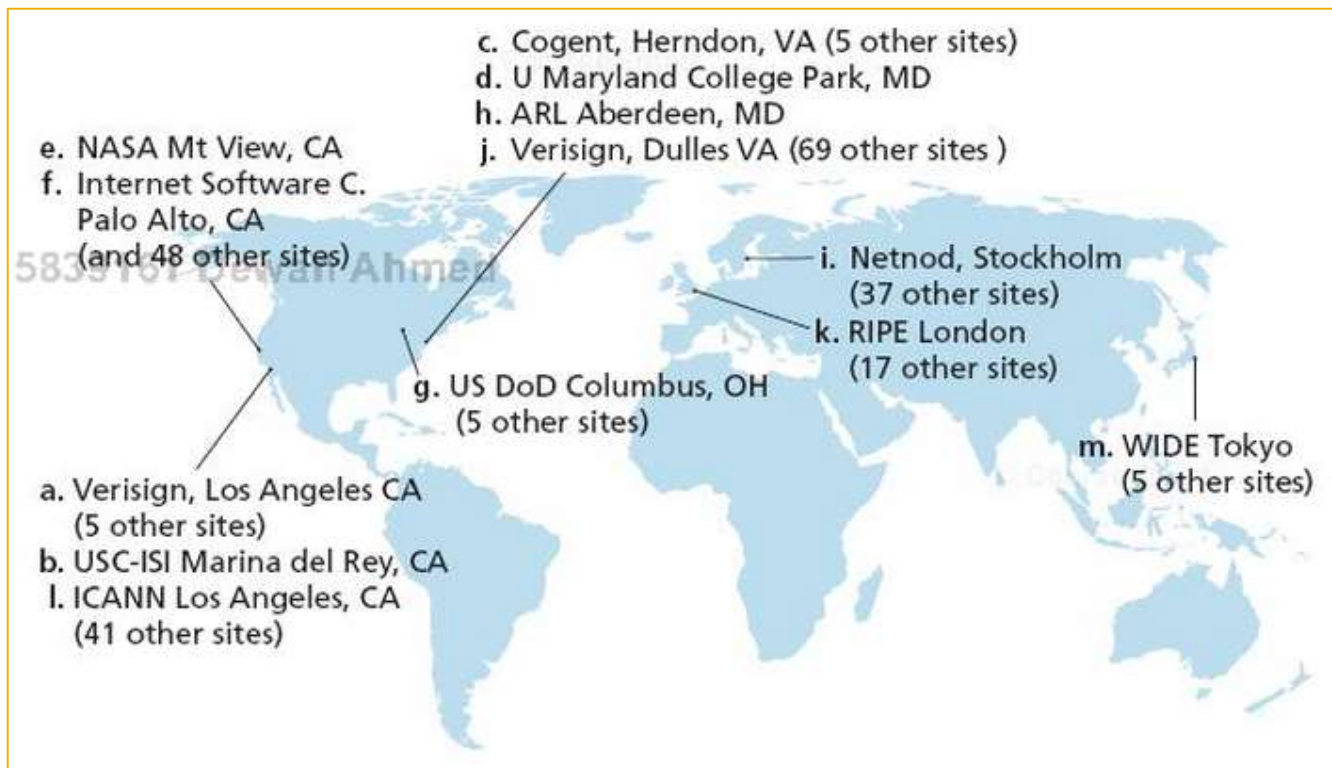 c. Cogent, Herndon, VA (5 other sites)
d. U Maryland College Park, MD
h. ARL Aberdeen, MD
j. Verisign, Dulles VA (69 other sites )
e. NASA Mt View, CA
f. Internet Software C.
Palo Alto, CA
(and 48 other sites)
Dewan Ahmed
i. Netnod, Stockholm
(37 other sites)
k. RIPE London
(17 other sites)
g. US DoD Columbus, OH
(5 other sites)
m. WIDE Tokyo
(5 other sites)
a. Verisign, Los Angeles CA
(5 other sites)
b. USC-ISI Marina del Rey, CA
l. ICANN Los Angeles, CA
(41 other sites)